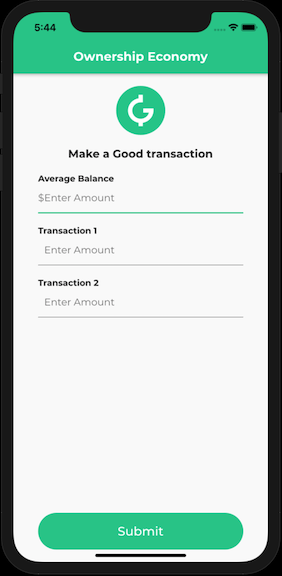 5:44
Ownership Economy
Make a Good transaction
Average Balance
$Enter Amount
Transaction 1
Enter Amount
Transaction 2
Enter Amount
Submit